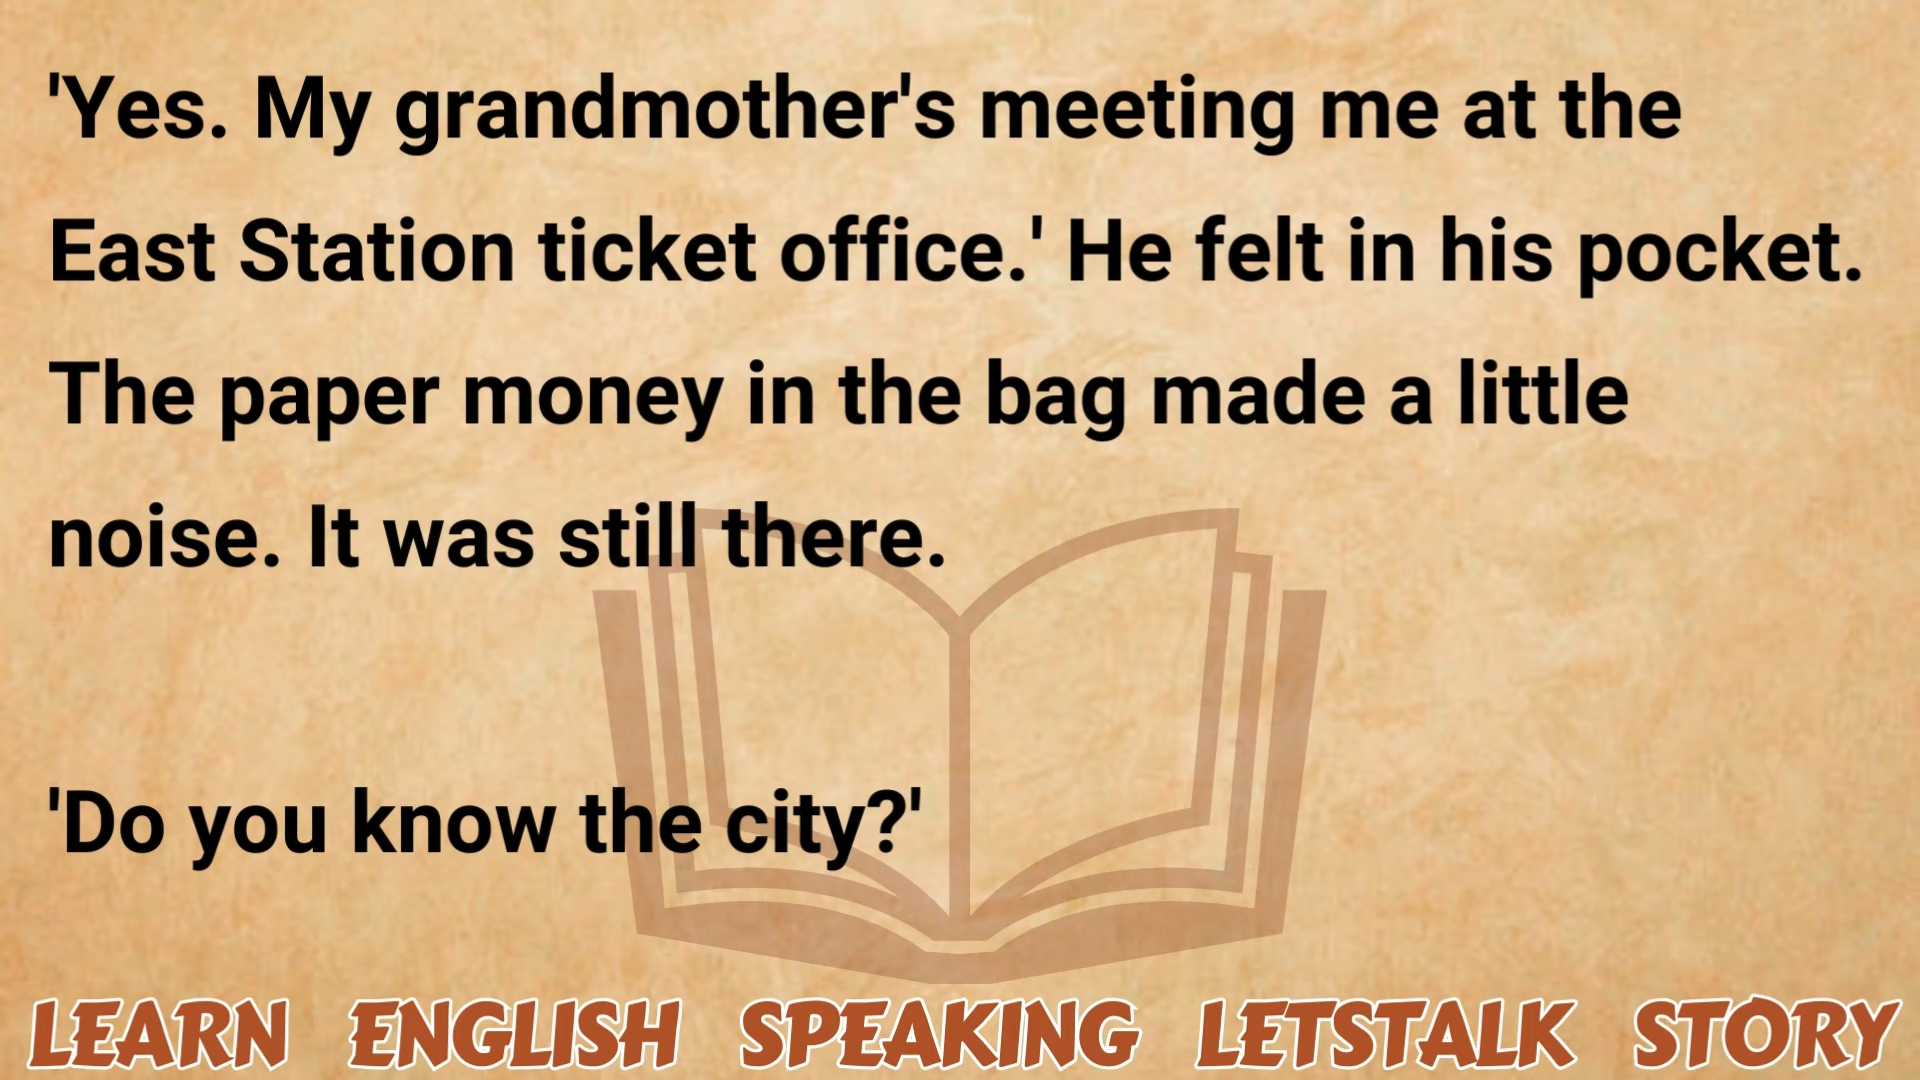 'Yes. My grandmother's meeting me at the
East Station ticket office.' He felt in his pocket.
The paper money in the bag made a little
noise. It was still there.
'Do you know the city?'
LEARN ENGLISH SPEAKING LETSTALK STORY